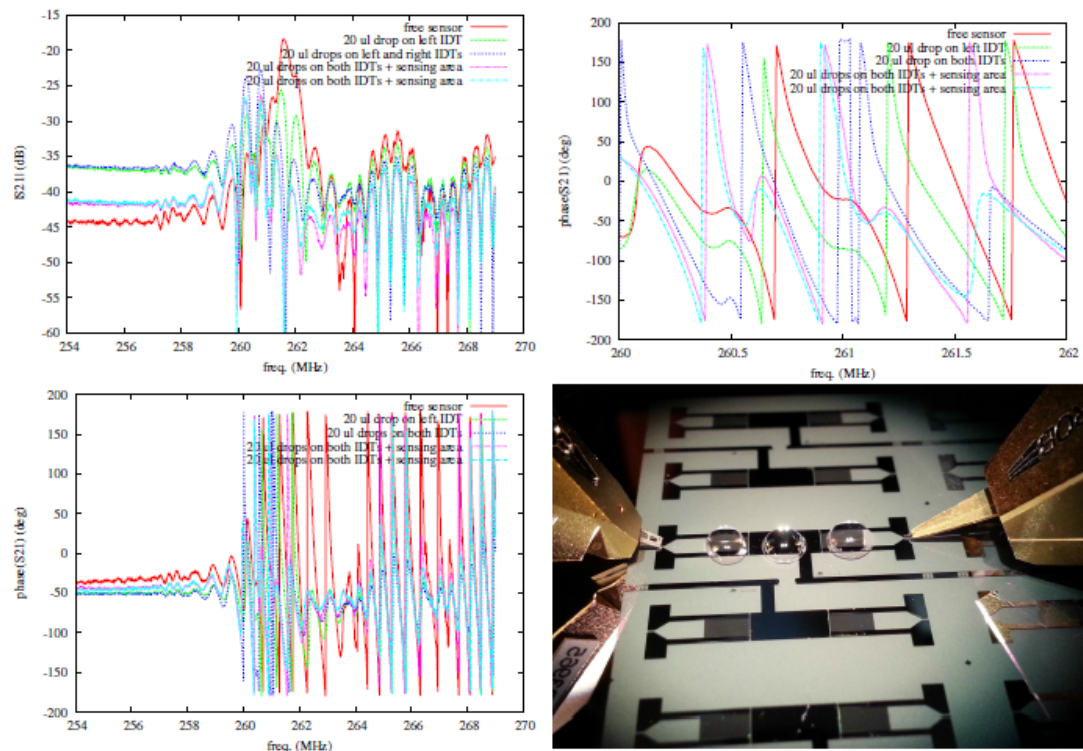 -15
-20
-25
-30
-35
-40
-45
-50
-55
-60
|S21| (dB)
254 256 258 260 262 264 266 268 270
freq. (MHz)
free sensor
20 ul drop on left IDT
20 ul drops on left and right IDTs
20 ul drops on both IDTs + sensing area
20 ul drops on both IDTs + sensing area
200
150
100
50
0
-50
-100
-150
-200
phase(S21) (deg)
260 260.5 261 261.5 262
freq. (MHz)
free sensor
20 ul drop on left IDT
20 ul drop on both IDTs
20 ul drops on both IDTs + sensing area
20 ul drops on both IDTs + sensing area
200
150
100
50
0
-50
-100
-150
-200
phase(S21) (deg)
254 256 258 260 262 264 266 268 270
freq. (MHz)
free sensor
20 ul drop on left IDT
20 ul drops on both IDTs
20 ul drops on both IDTs + sensing area
20 ul drops on both IDTs + sensing area